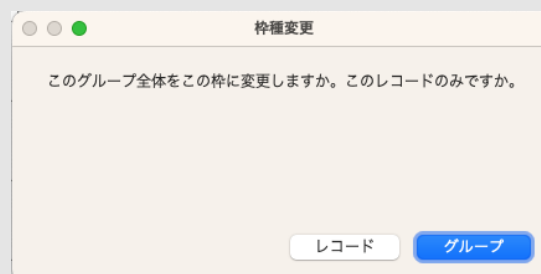 枠種変更
このグループ全体をこの枠に変更しますか。このレコードのみですか。
レコード
グループ